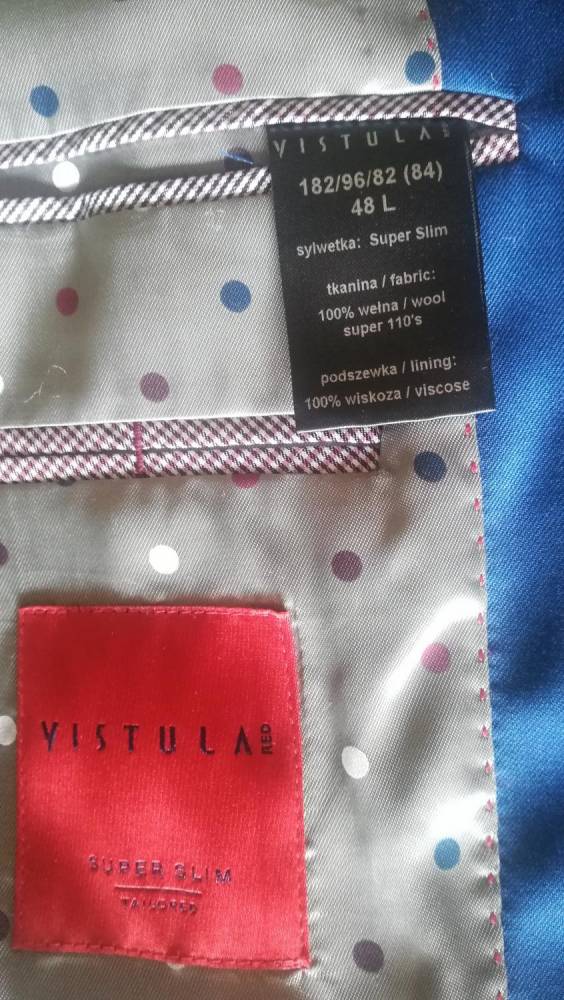 VISTULA RED
182/96/82 (84)
48 L
sylwetka: Super Slim
tkanina / fabric:
100% wełna / wool
super 110's
podszewka / lining:
100% wiskoza / viscose
VISTULA RED
SUPER SLIM
TAILORED